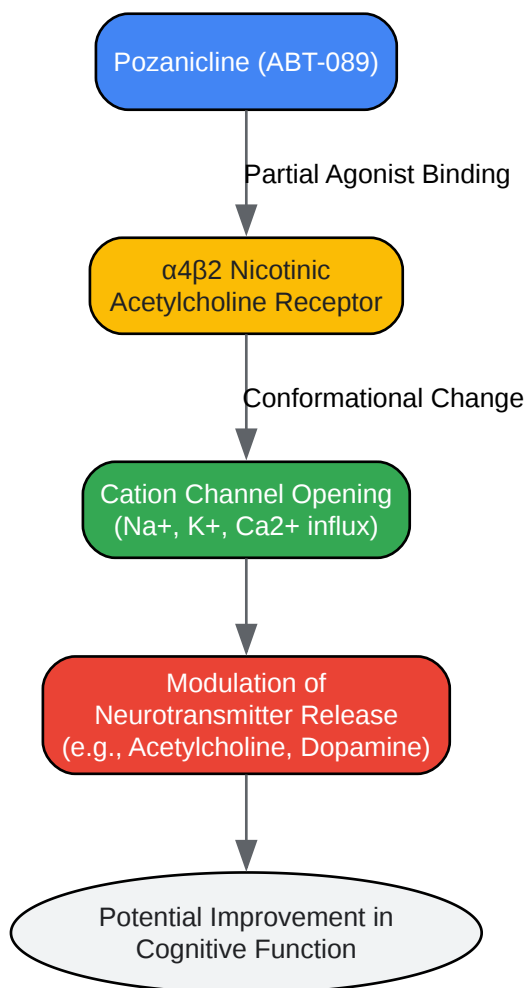 Pozanicline (ABT-089)
Partial Agonist Binding
α4β2 Nicotinic
Acetylcholine Receptor
Conformational Change
Cation Channel Opening
(Na+, K+, Ca2+ influx)
Modulation of
Neurotransmitter Release
(e.g., Acetylcholine, Dopamine)
Potential Improvement in
Cognitive Function